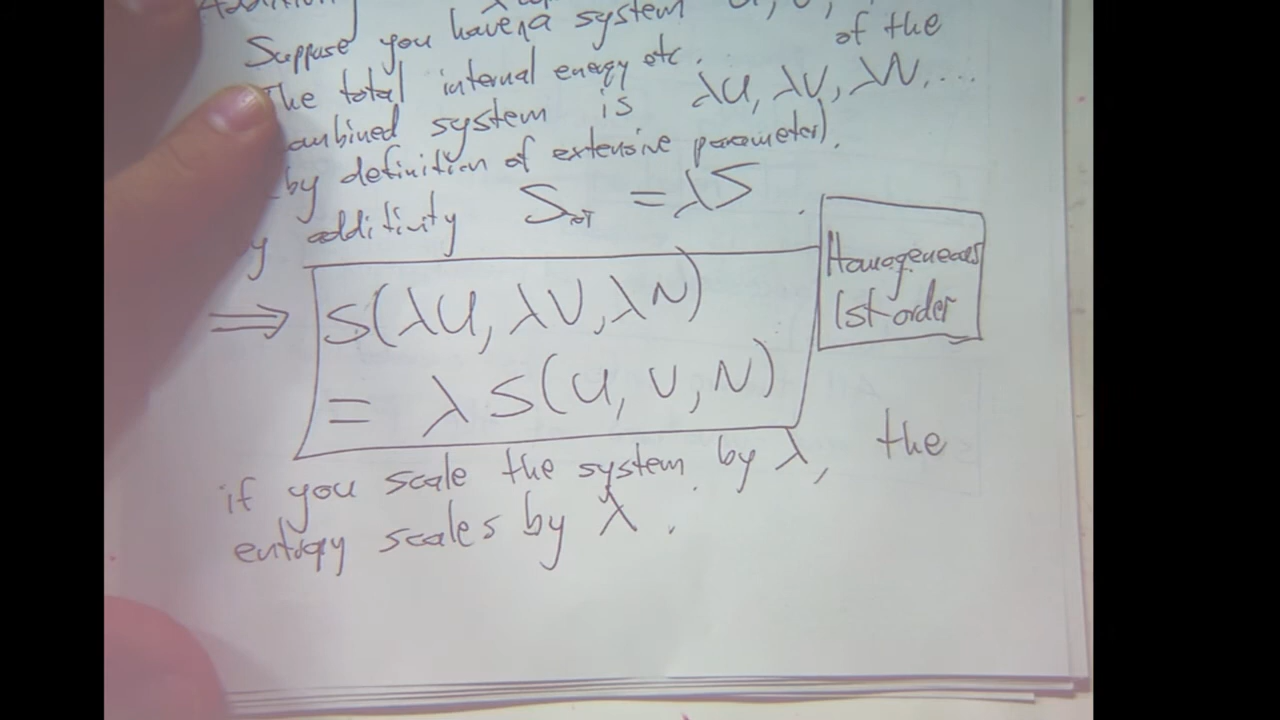 Suppose you have a system U, V,
The total internal energy etc. of the
combined system is λU, λV, λN, ...
by definition of extensive parameter).
y additivity S_tot = λS.
⇒ S(λU, λV, λN)
= λ S(U, V, N)
Homogeneous
1st order
if you scale the system by λ, the
entropy scales by λ.